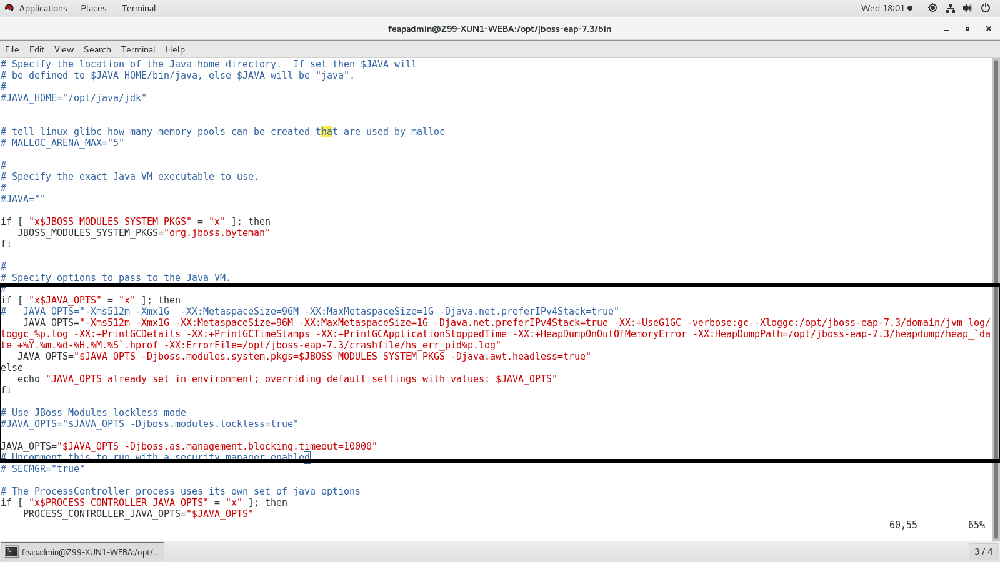 Applications Places Terminal Wed 18:01
feapadmin@Z99-XUN1-WEBA:/opt/jboss-eap-7.3/bin
File Edit View Search Terminal Help
# Specify the location of the Java home directory.  If set then $JAVA will
# be defined to $JAVA_HOME/bin/java, else $JAVA will be "java".
#
#JAVA_HOME="/opt/java/jdk"
# tell linux glibc how many memory pools can be created that are used by malloc
# MALLOC_ARENA_MAX="5"
#
# Specify the exact Java VM executable to use.
#
#JAVA=""
if [ "x$JBOSS_MODULES_SYSTEM_PKGS" = "x" ]; then
   JBOSS_MODULES_SYSTEM_PKGS="org.jboss.byteman"
fi
#
# Specify options to pass to the Java VM.
#
if [ "x$JAVA_OPTS" = "x" ]; then
#   JAVA_OPTS="-Xms512m -Xmx1G  -XX:MetaspaceSize=96M -XX:MaxMetaspaceSize=1G -Djava.net.preferIPv4Stack=true"
    JAVA_OPTS="-Xms512m -Xmx1G -XX:MetaspaceSize=96M -XX:MaxMetaspaceSize=1G -Djava.net.preferIPv4Stack=true -XX:+UseG1GC -verbose:gc -Xloggc:/opt/jboss-eap-7.3/domain/jvm_log/
loggc_%p.log -XX:+PrintGCDetails -XX:+PrintGCTimeStamps -XX:+PrintGCApplicationStoppedTime -XX:+HeapDumpOnOutOfMemoryError -XX:HeapDumpPath=/opt/jboss-eap-7.3/heapdump/heap_`da
te +%Y.%m.%d-%H.%M.%S`.hprof -XX:ErrorFile=/opt/jboss-eap-7.3/crashfile/hs_err_pid%p.log"
   JAVA_OPTS="$JAVA_OPTS -Djboss.modules.system.pkgs=$JBOSS_MODULES_SYSTEM_PKGS -Djava.awt.headless=true"
else
   echo "JAVA_OPTS already set in environment; overriding default settings with values: $JAVA_OPTS"
fi
# Use JBoss Modules lockless mode
#JAVA_OPTS="$JAVA_OPTS -Djboss.modules.lockless=true"
JAVA_OPTS="$JAVA_OPTS -Djboss.as.management.blocking.timeout=10000"
# Uncomment this to run with a security manager enabled
# SECMGR="true"
# The ProcessController process uses its own set of java options
if [ "x$PROCESS_CONTROLLER_JAVA_OPTS" = "x" ]; then
    PROCESS_CONTROLLER_JAVA_OPTS="$JAVA_OPTS"
60,55 65%
feapadmin@Z99-XUN1-WEBA:/opt/... 3 / 4